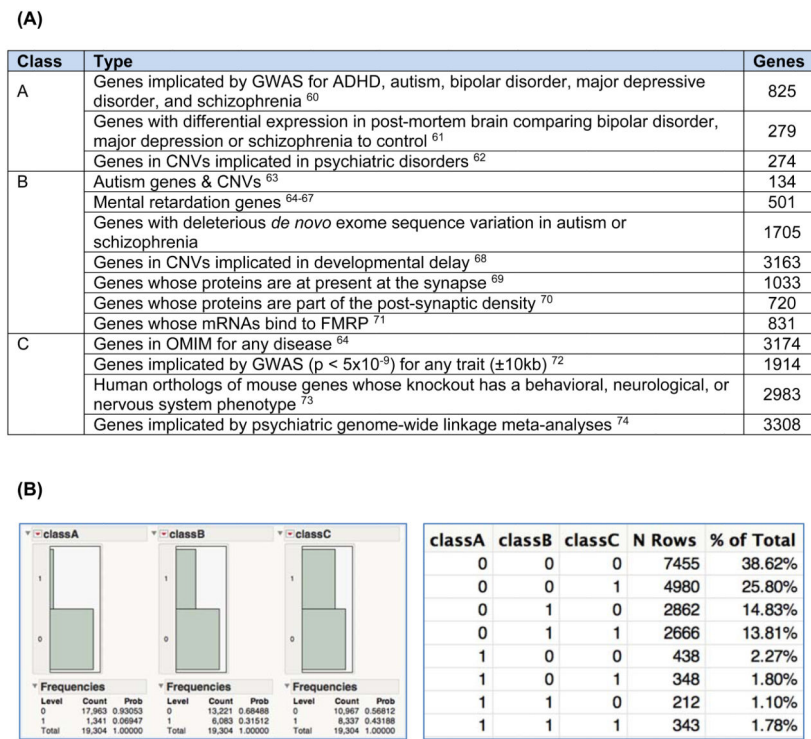 (A)
Class Type Genes
A Genes implicated by GWAS for ADHD, autism, bipolar disorder, major depressive
disorder, and schizophrenia 60 825
Genes with differential expression in post-mortem brain comparing bipolar disorder,
major depression or schizophrenia to control 61 279
Genes in CNVs implicated in psychiatric disorders 62 274
B Autism genes & CNVs 63 134
Mental retardation genes 64-67 501
Genes with deleterious de novo exome sequence variation in autism or
schizophrenia 1705
Genes in CNVs implicated in developmental delay 68 3163
Genes whose proteins are at present at the synapse 69 1033
Genes whose proteins are part of the post-synaptic density 70 720
Genes whose mRNAs bind to FMRP 71 831
C Genes in OMIM for any disease 64 3174
Genes implicated by GWAS (p < 5x10-9) for any trait (±10kb) 72 1914
Human orthologs of mouse genes whose knockout has a behavioral, neurological, or
nervous system phenotype 73 2983
Genes implicated by psychiatric genome-wide linkage meta-analyses 74 3308
(B)
classA classB classC
1 1 1
0 0 0
Frequencies Frequencies Frequencies
Level Count Prob Level Count Prob Level Count Prob
0 17,963 0.93053 0 13,221 0.68488 0 10,967 0.56812
1 1,341 0.06947 1 6,083 0.31512 1 8,337 0.43188
Total 19,304 1.00000 Total 19,304 1.00000 Total 19,304 1.00000
classA classB classC N Rows % of Total
0 0 0 7455 38.62%
0 0 1 4980 25.80%
0 1 0 2862 14.83%
0 1 1 2666 13.81%
1 0 0 438 2.27%
1 0 1 348 1.80%
1 1 0 212 1.10%
1 1 1 343 1.78%